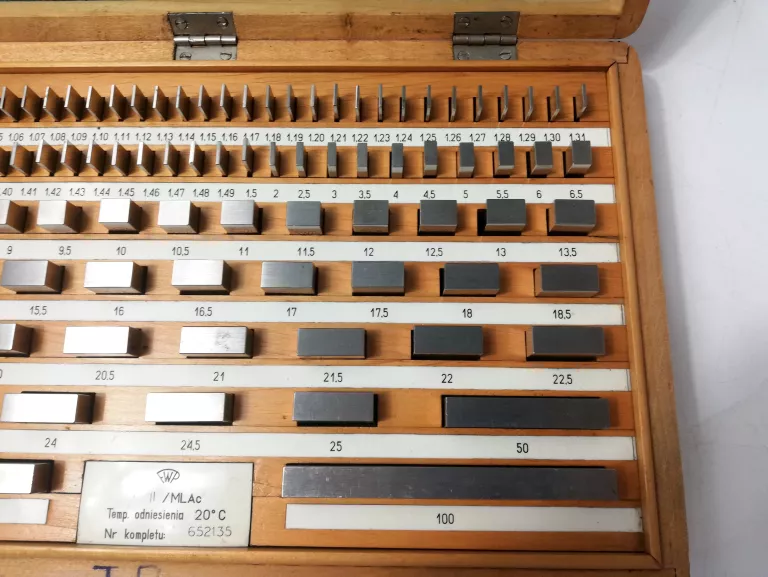 1,06 1,07 1,08 1,09 1,10 1,11 1,12 1,13 1,14 1,15 1,16 1,17 1,18 1,19 1,20 1,21 1,22 1,23 1,24 1,25 1,26 1,27 1,28 1,29 1,30 1,31
1,41 1,42 1,43 1,44 1,45 1,46 1,47 1,48 1,49 1,5 2 2,5 3 3,5 4 4,5 5 5,5 6 6,5
9 9,5 10 10,5 11 11,5 12 12,5 13 13,5
15,5 16 16,5 17 17,5 18 18,5
20,5 21 21,5 22 22,5
24 24,5 25 50
FWP
II /MLAc
Temp. odniesienia 20°C
Nr kompletu: 652135
100